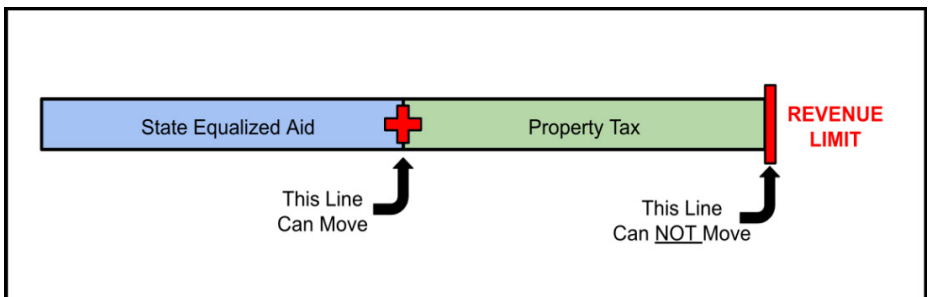 State Equalized Aid
Property Tax
REVENUE
LIMIT
This Line
Can Move
This Line
Can NOT Move